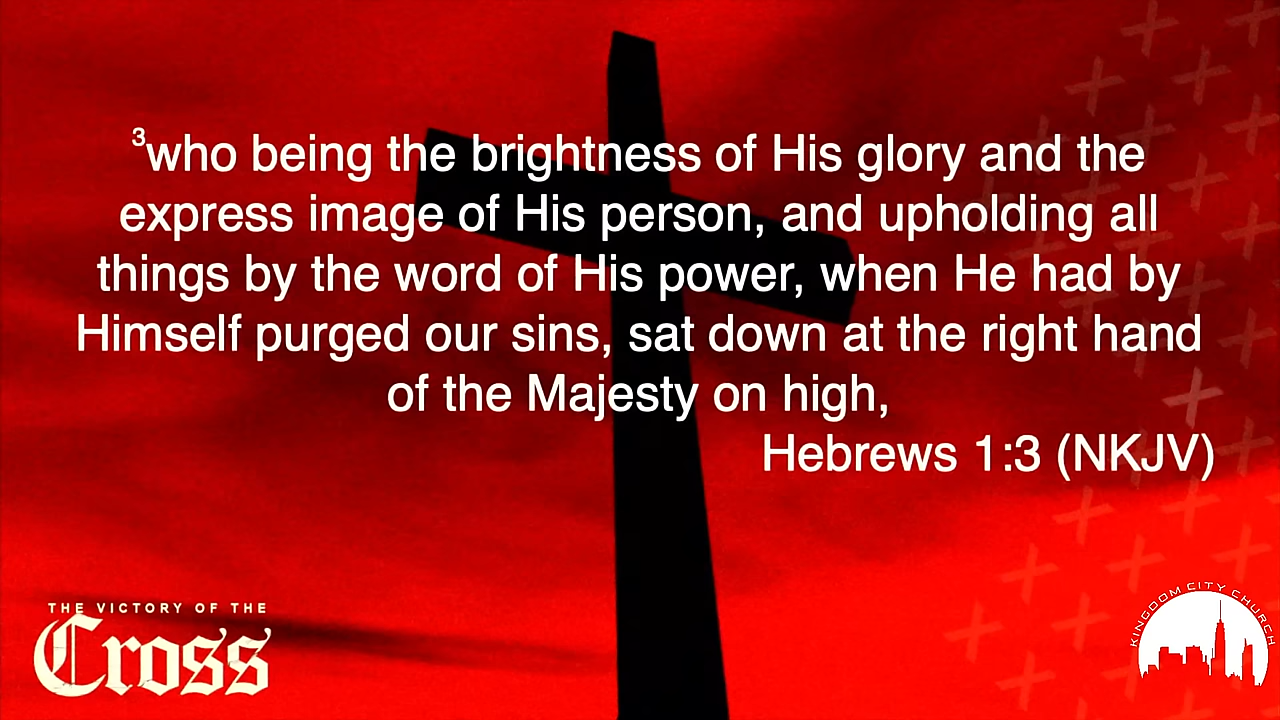 ³who being the brightness of His glory and the
express image of His person, and upholding all
things by the word of His power, when He had by
Himself purged our sins, sat down at the right hand
of the Majesty on high,
Hebrews 1:3 (NKJV)
THE VICTORY OF THE
Cross
KINGDOM CITY CHURCH